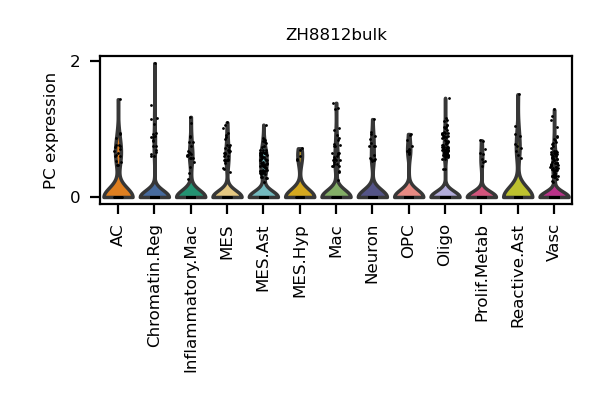 ZH8812bulk
PC expression
2
0
AC
Chromatin.Reg
Inflammatory.Mac
MES
MES.Ast
MES.Hyp
Mac
Neuron
OPC
Oligo
Prolif.Metab
Reactive.Ast
Vasc